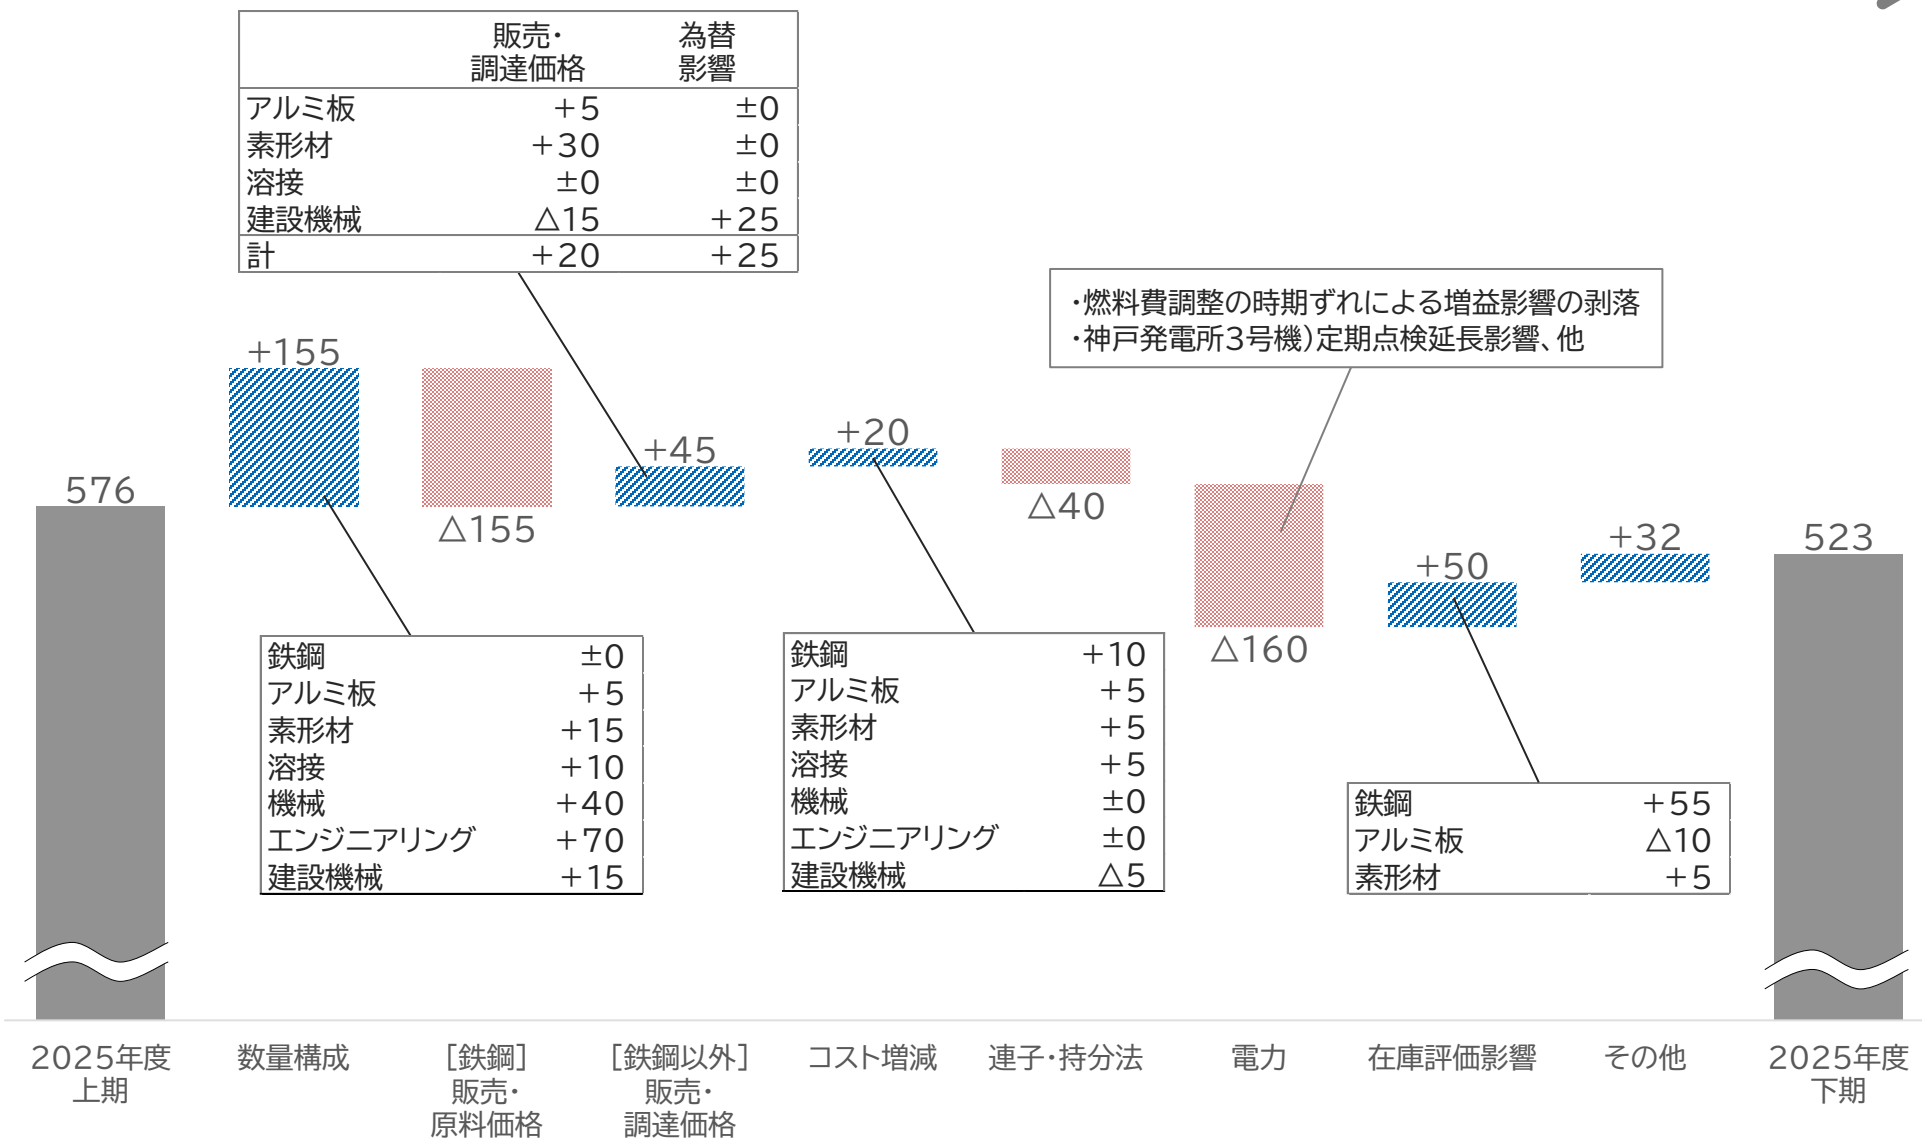 販売・ 為替
調達価格 影響
アルミ板 +5 ±0
素形材 +30 ±0
溶接 ±0 ±0
建設機械 △15 +25
計 +20 +25
・燃料費調整の時期ずれによる増益影響の剥落
・神戸発電所3号機)定期点検延長影響、他
576
+155
△155
+45
+20
△40
△160
+50
+32
523
鉄鋼 ±0
アルミ板 +5
素形材 +15
溶接 +10
機械 +40
エンジニアリング +70
建設機械 +15
鉄鋼 +10
アルミ板 +5
素形材 +5
溶接 +5
機械 ±0
エンジニアリング ±0
建設機械 △5
鉄鋼 +55
アルミ板 △10
素形材 +5
2025年度
上期
数量構成
[鉄鋼]
販売・
原料価格
[鉄鋼以外]
販売・
調達価格
コスト増減
連子・持分法
電力
在庫評価影響
その他
2025年度
下期